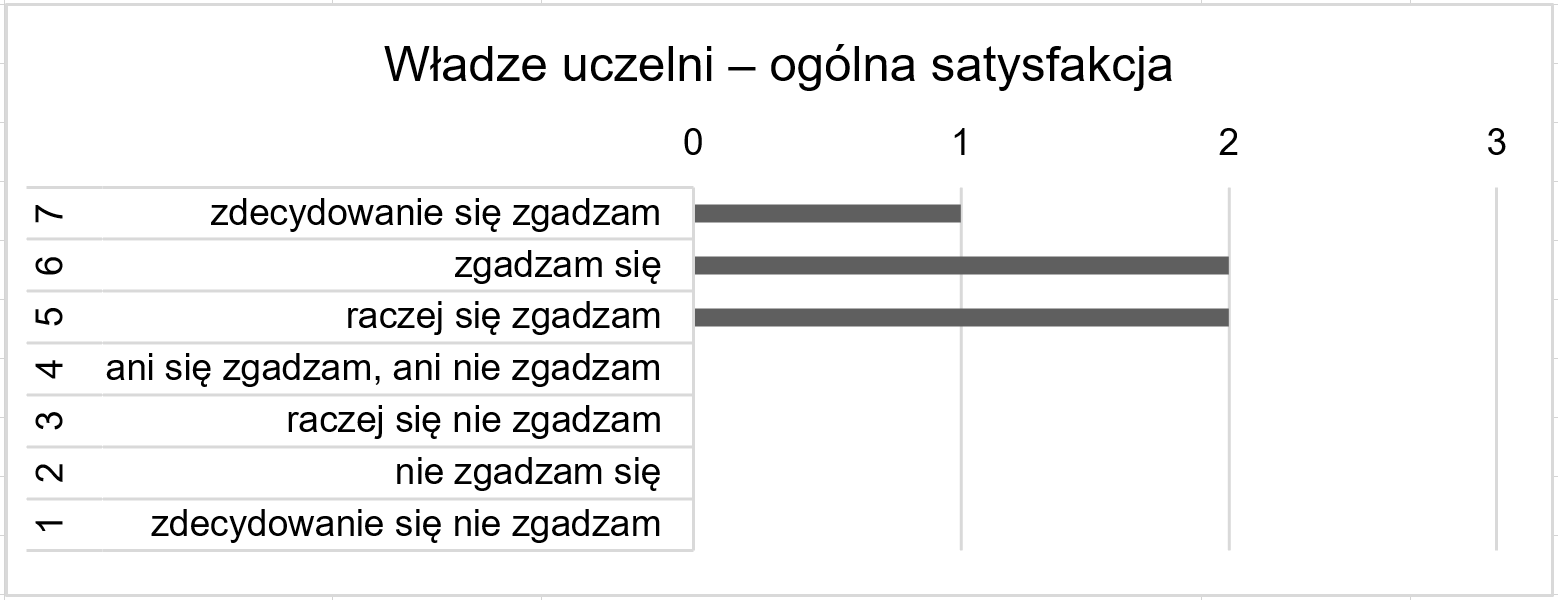 Władze uczelni – ogólna satysfakcja
0 1 2 3
7 zdecydowanie się zgadzam
6 zgadzam się
5 raczej się zgadzam
4 ani się zgadzam, ani nie zgadzam
3 raczej się nie zgadzam
2 nie zgadzam się
1 zdecydowanie się nie zgadzam